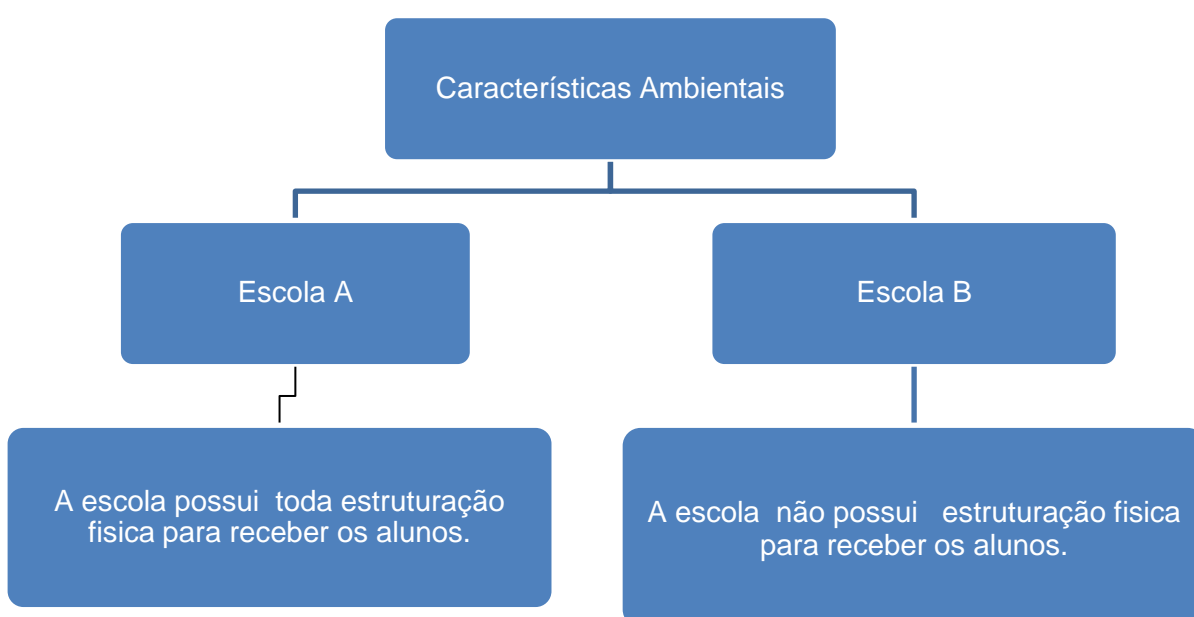 Características Ambientais
Escola A
Escola B
A escola possui  toda estruturação
fisica para receber os alunos.
A escola  não possui   estruturação fisica
para receber os alunos.